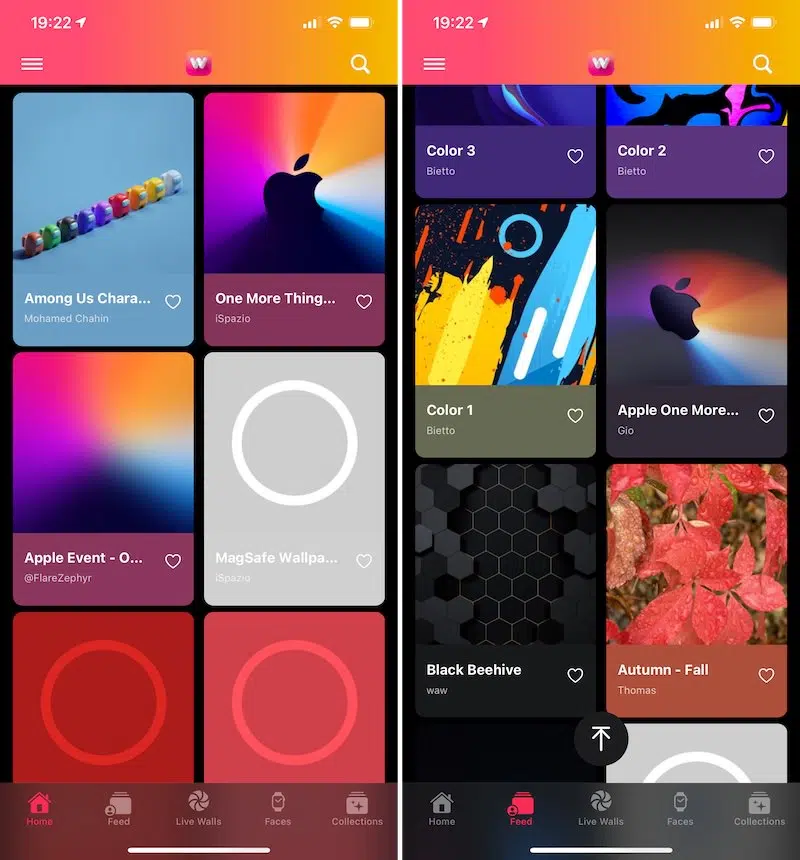 19:22
W
Among Us Chara...
Mohamed Chahin
One More Thing...
iSpazio
Apple Event - O...
@FlareZephyr
MagSafe Wallpa...
iSpazio
Home
Feed
Live Walls
Faces
Collections
19:22
W
Color 3
Bietto
Color 2
Bietto
Color 1
Bietto
Apple One More...
Gio
Black Beehive
waw
Autumn - Fall
Thomas
Home
Feed
Live Walls
Faces
Collections